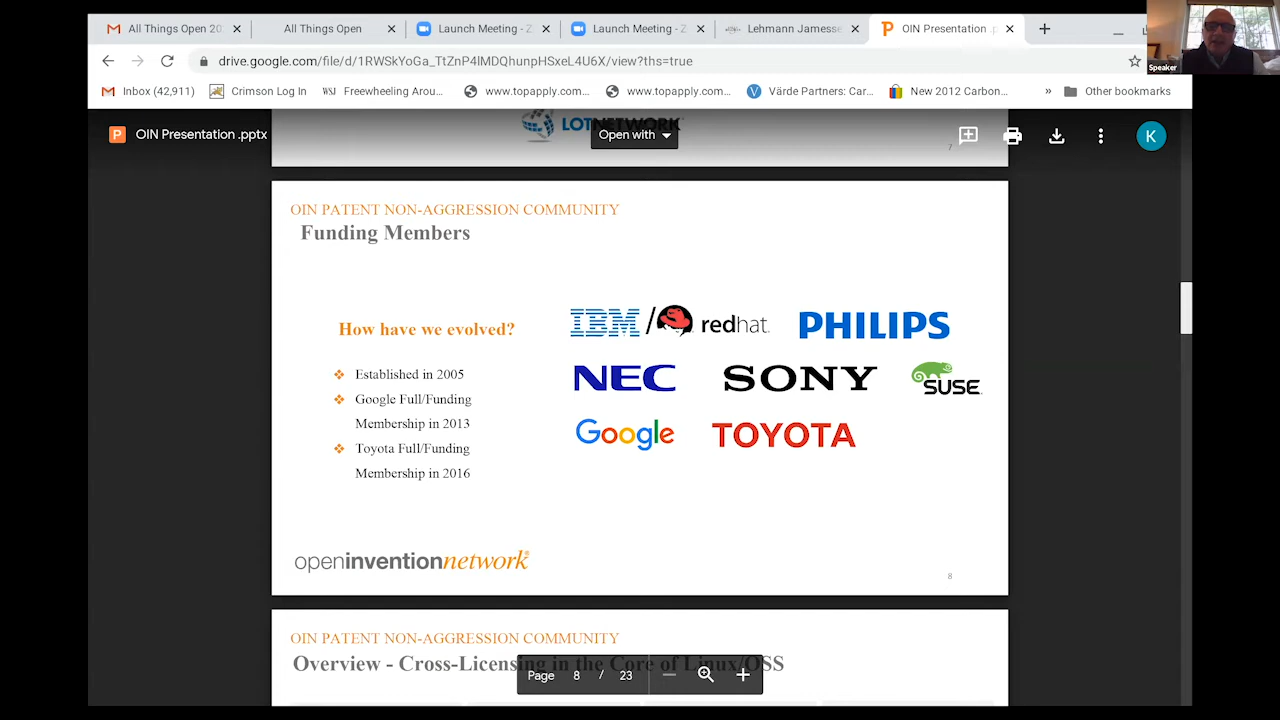 All Things Open 20
All Things Open
Launch Meeting - Z
Launch Meeting - Z
Lehmann Jamesse
OIN Presentation .p
drive.google.com/file/d/1RWSkYoGa_TtZnP4lMDQhunpHSxeL4U6X/view?ths=true
Speaker
Inbox (42,911)
Crimson Log In
WSJ
Freewheeling Arou...
www.topapply.com...
www.topapply.com...
Värde Partners: Car...
New 2012 Carbon...
»
Other bookmarks
P
OIN Presentation .pptx
LOTNETWORK
Open with
K
7
OIN PATENT NON-AGGRESSION COMMUNITY
Funding Members
How have we evolved?
Established in 2005
Google Full/Funding
Membership in 2013
Toyota Full/Funding
Membership in 2016
IBM/redhat.
PHILIPS
NEC
SONY
SUSE
Google
TOYOTA
openinventionnetwork
8
OIN PATENT NON-AGGRESSION COMMUNITY
Overview - Cross-Licensing in the Core of Linux/OSS
Page 8 / 23